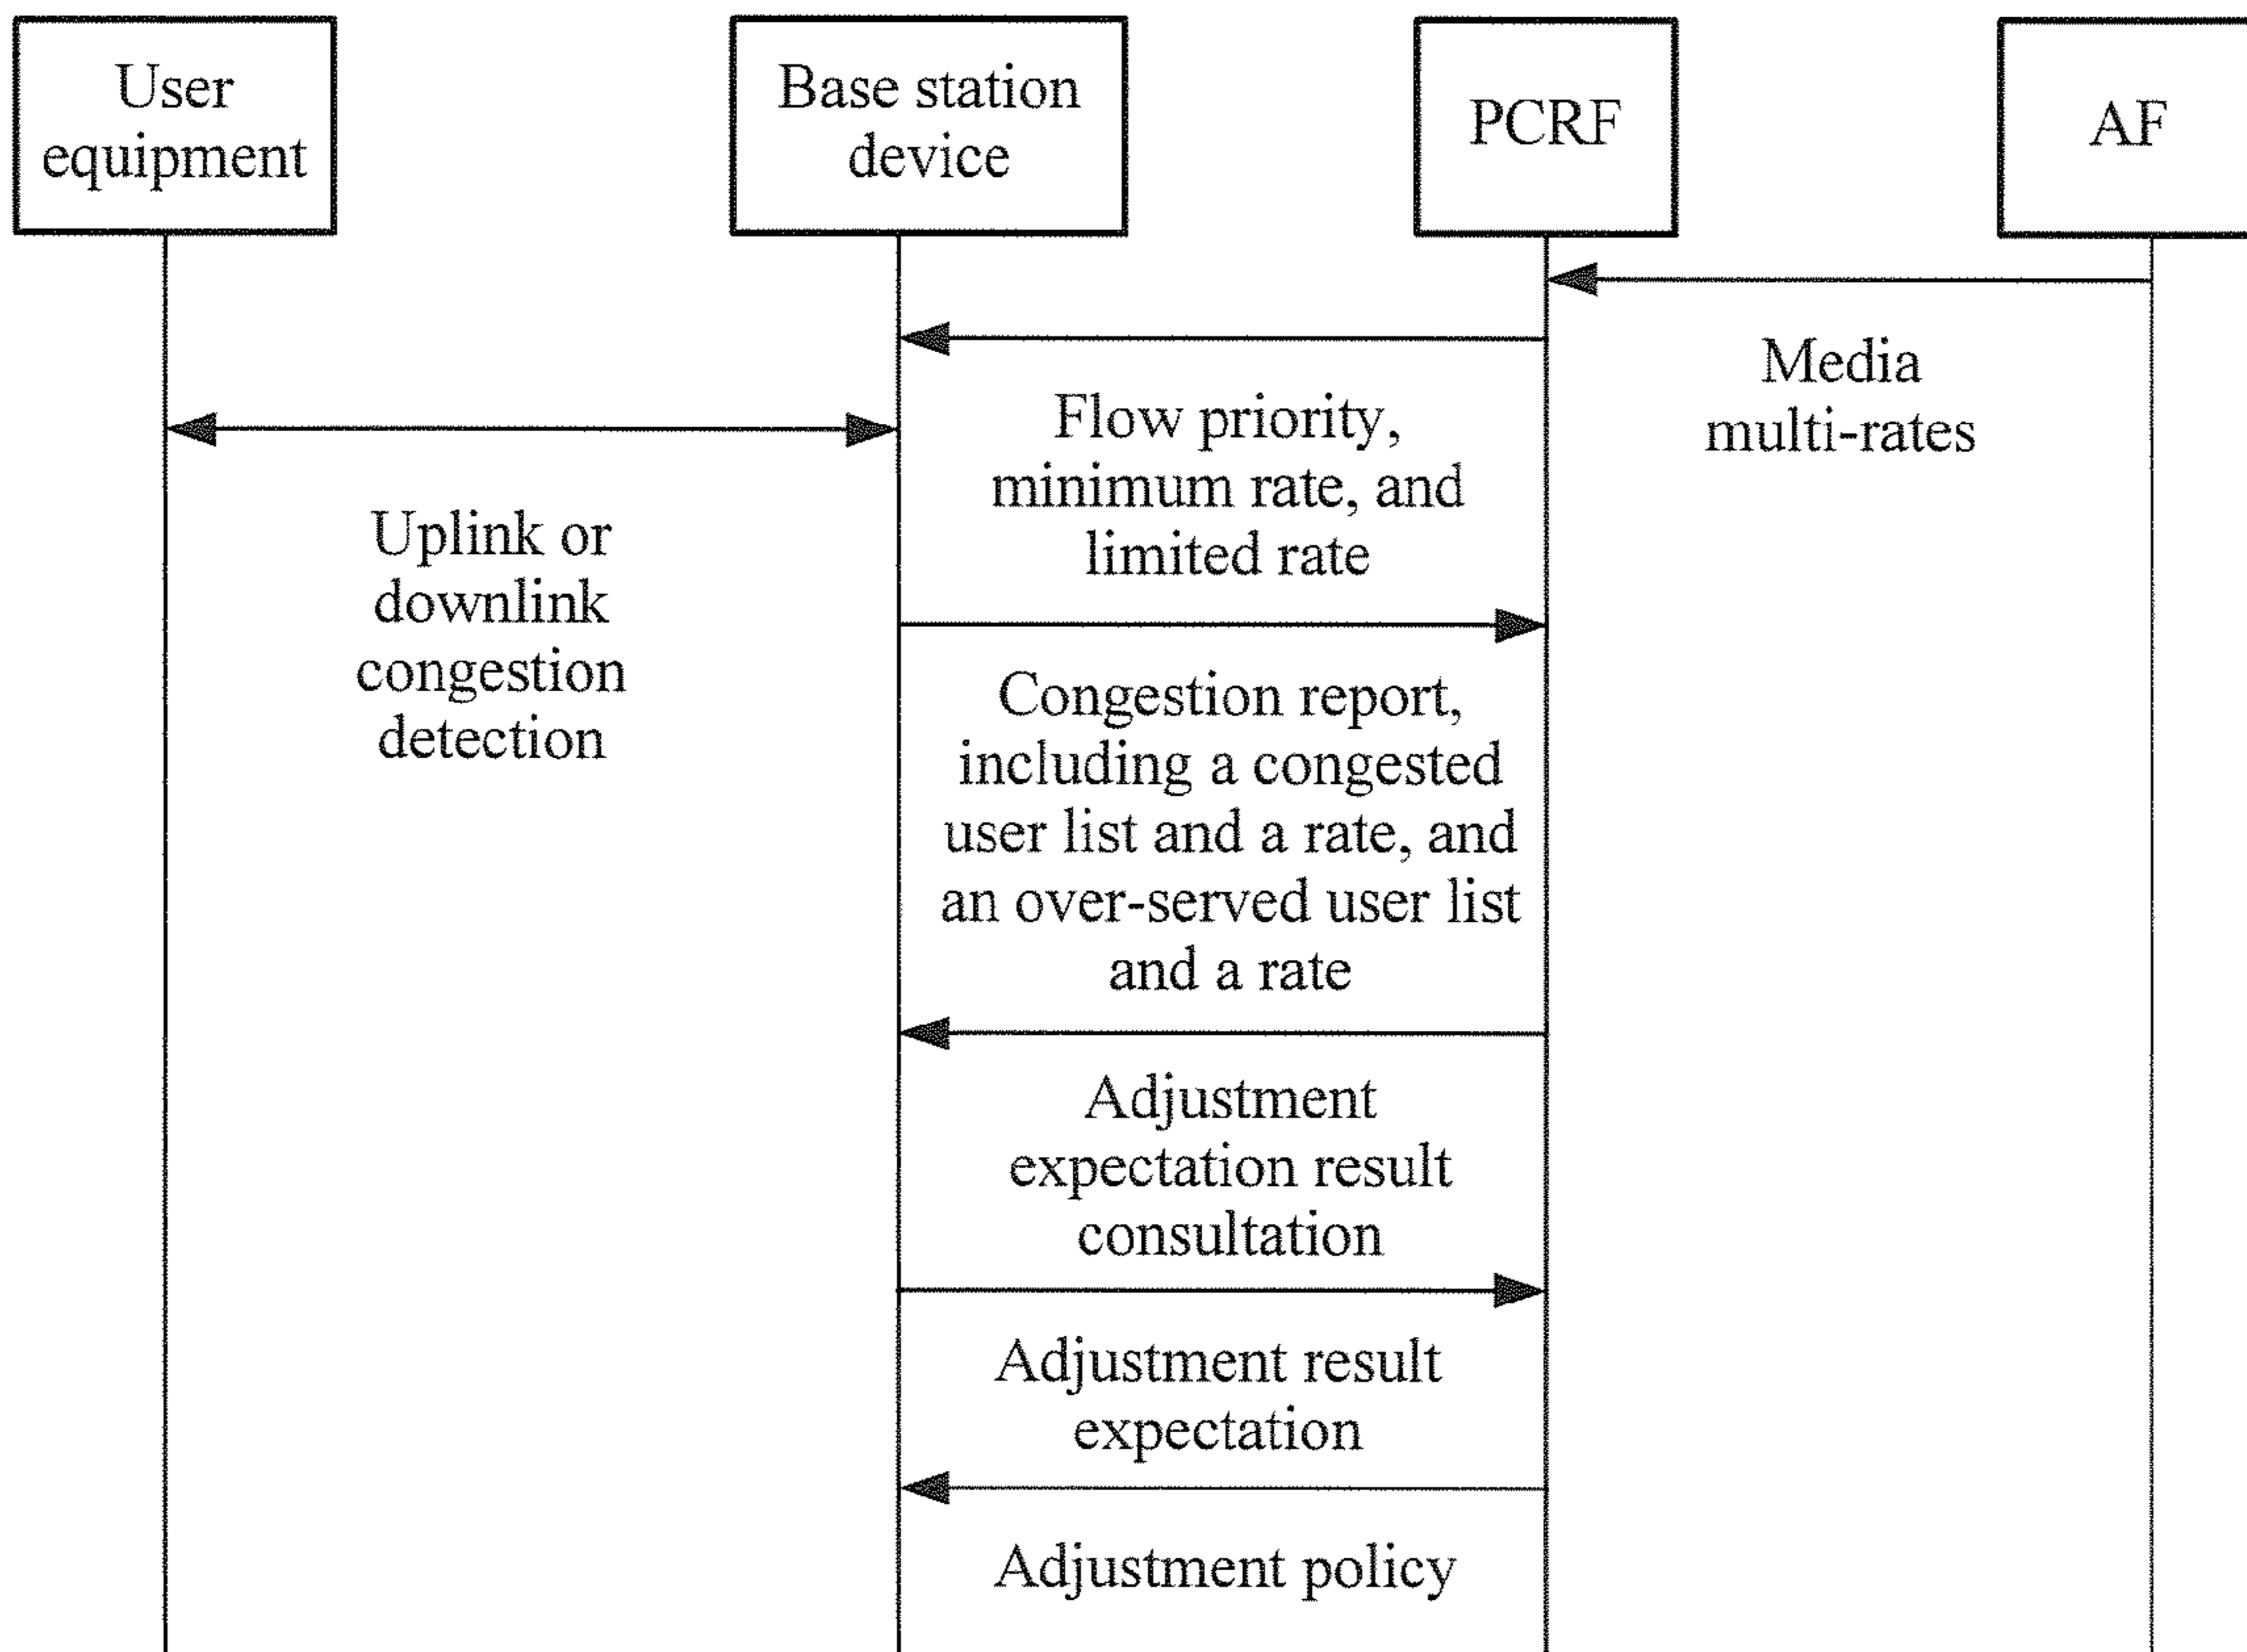 User
equipment
Base station
device
PCRF
AF
Media
multi-rates
Flow priority,
minimum rate, and
limited rate
Uplink or
downlink
congestion
detection
Congestion report,
including a congested
user list and a rate, and
an over-served user list
and a rate
Adjustment
expectation result
consultation
Adjustment result
expectation
Adjustment policy